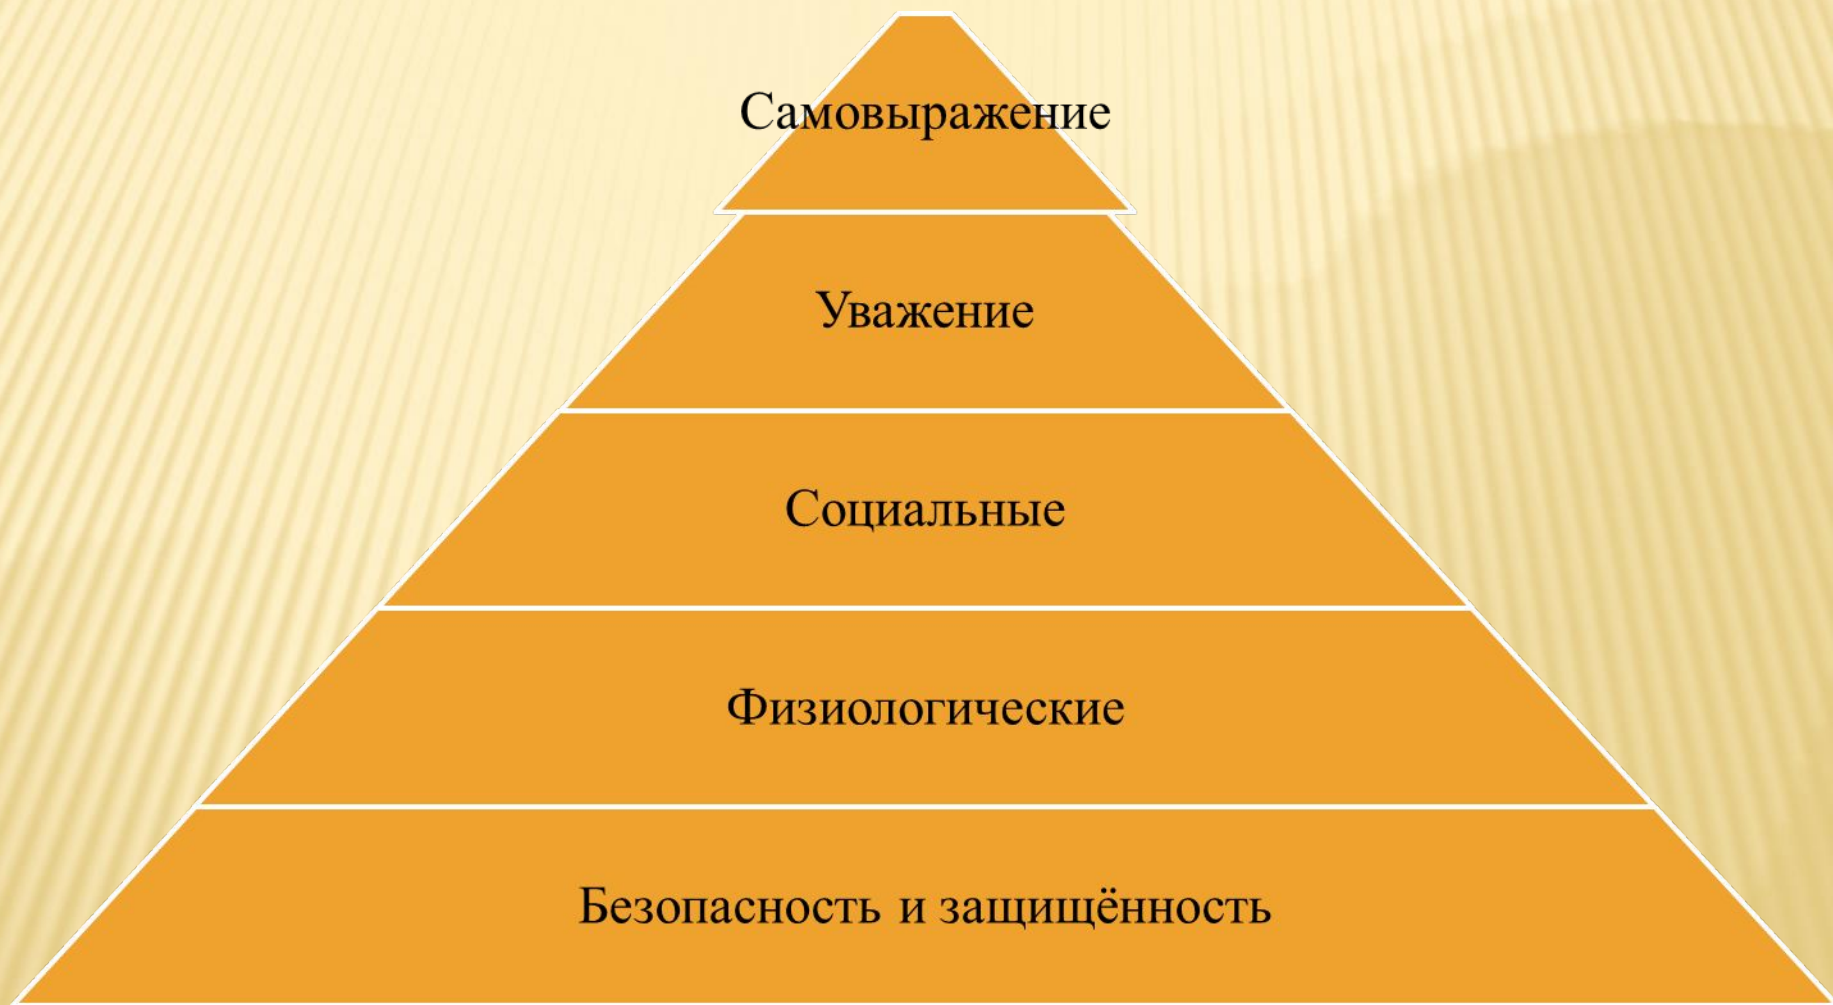 Самовыражение
Уважение
Социальные
Физиологические
Безопасность и защищённость